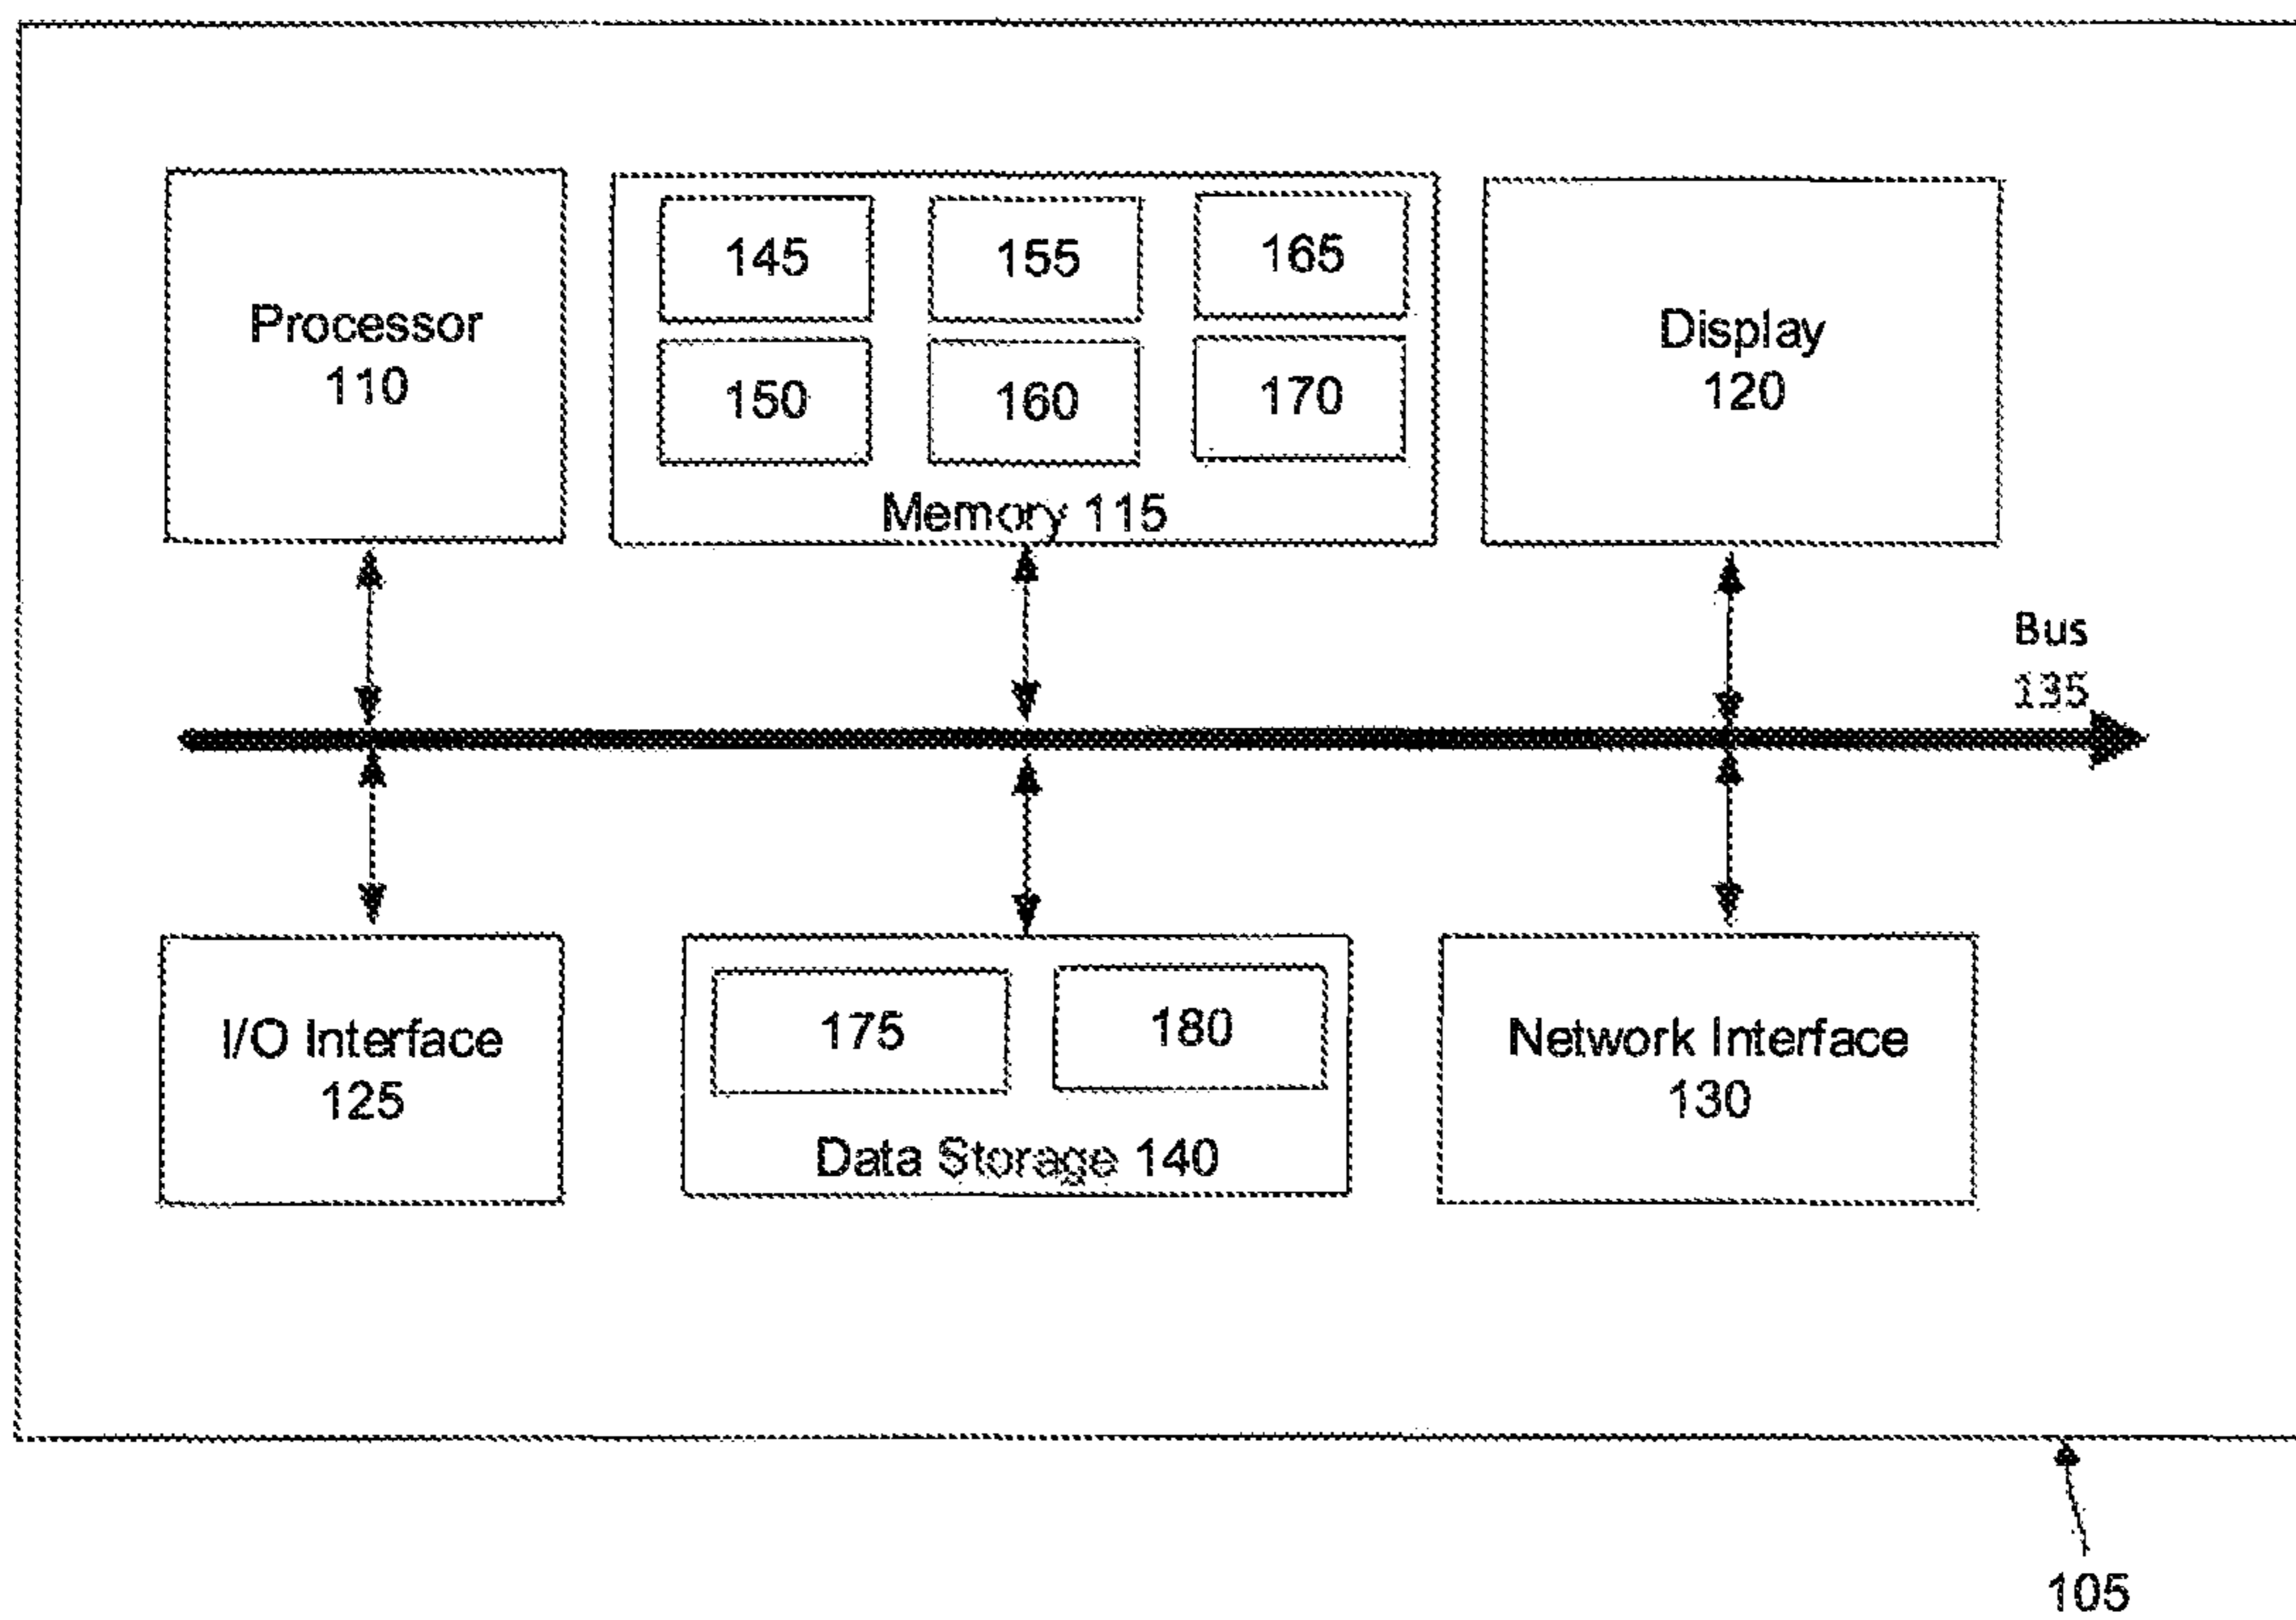 Processor
110
145
155
165
150
160
170
Memory 115
Display
120
Bus
135
I/O Interface
125
175
180
Data Storage 140
Network Interface
130
105